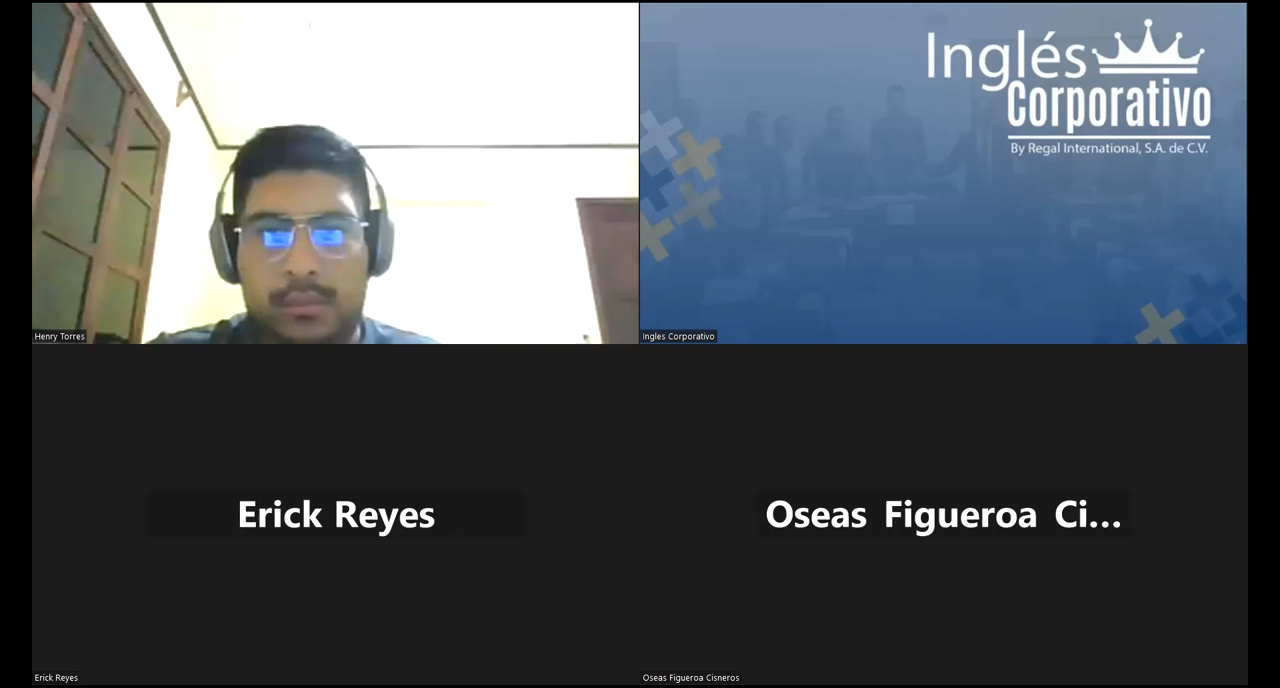 Inglés
Corporativo
By Regal International, S.A. de C.V.
Henry Torres
Ingles Corporativo
Erick Reyes
Oseas Figueroa Ci...
Erick Reyes
Oseas Figueroa Cisneros